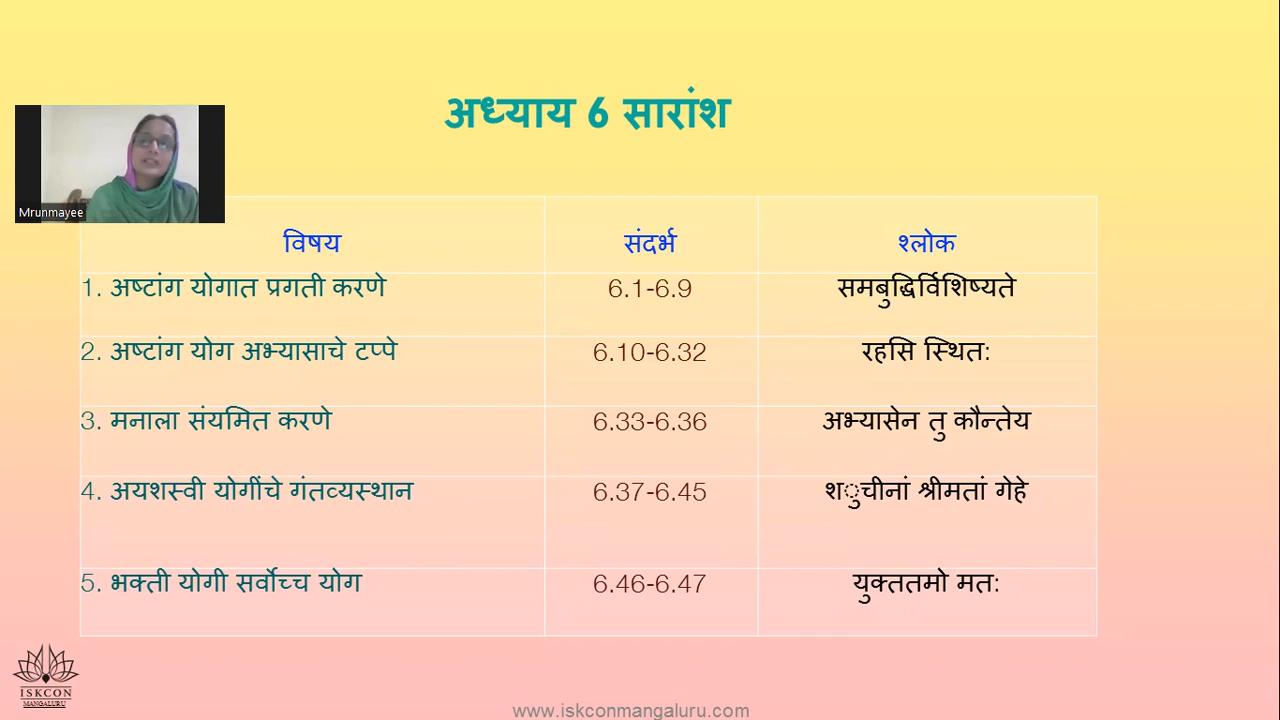 अध्याय 6 सारांश
Mrunmayee
विषय संदर्भ श्लोक
1. अष्टांग योगात प्रगती करणे 6.1-6.9 समबुद्धिर्विशिष्यते
2. अष्टांग योग अभ्यासाचे टप्पे 6.10-6.32 रहसि स्थित:
3. मनाला संयमित करणे 6.33-6.36 अभ्यासेन तु कौन्तेय
4. अयशस्वी योगींचे गंतव्यस्थान 6.37-6.45 श◌ुचीनां श्रीमतां गेहे
5. भक्ती योगी सर्वोच्च योग 6.46-6.47 युक्ततमो मत:
ISKCON
MANGALURU
www.iskconmangaluru.com